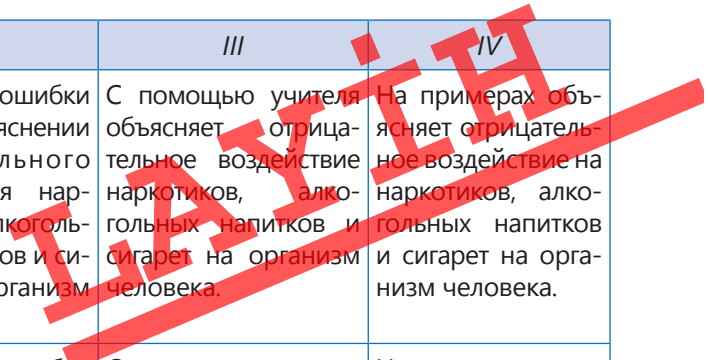 III
IV
ошибки
яснении
льного
я нар-
лкоголь-
ов и си-
рганизм
С помощью учителя
объясняет отрица-
тельное воздействие
наркотиков, алко-
гольных напитков и
сигарет на организм
человека.
На примерах объ-
ясняет отрицатель-
ное воздействие на
наркотиков, алко-
гольных напитков
и сигарет на орга-
низм человека.
LAYİH